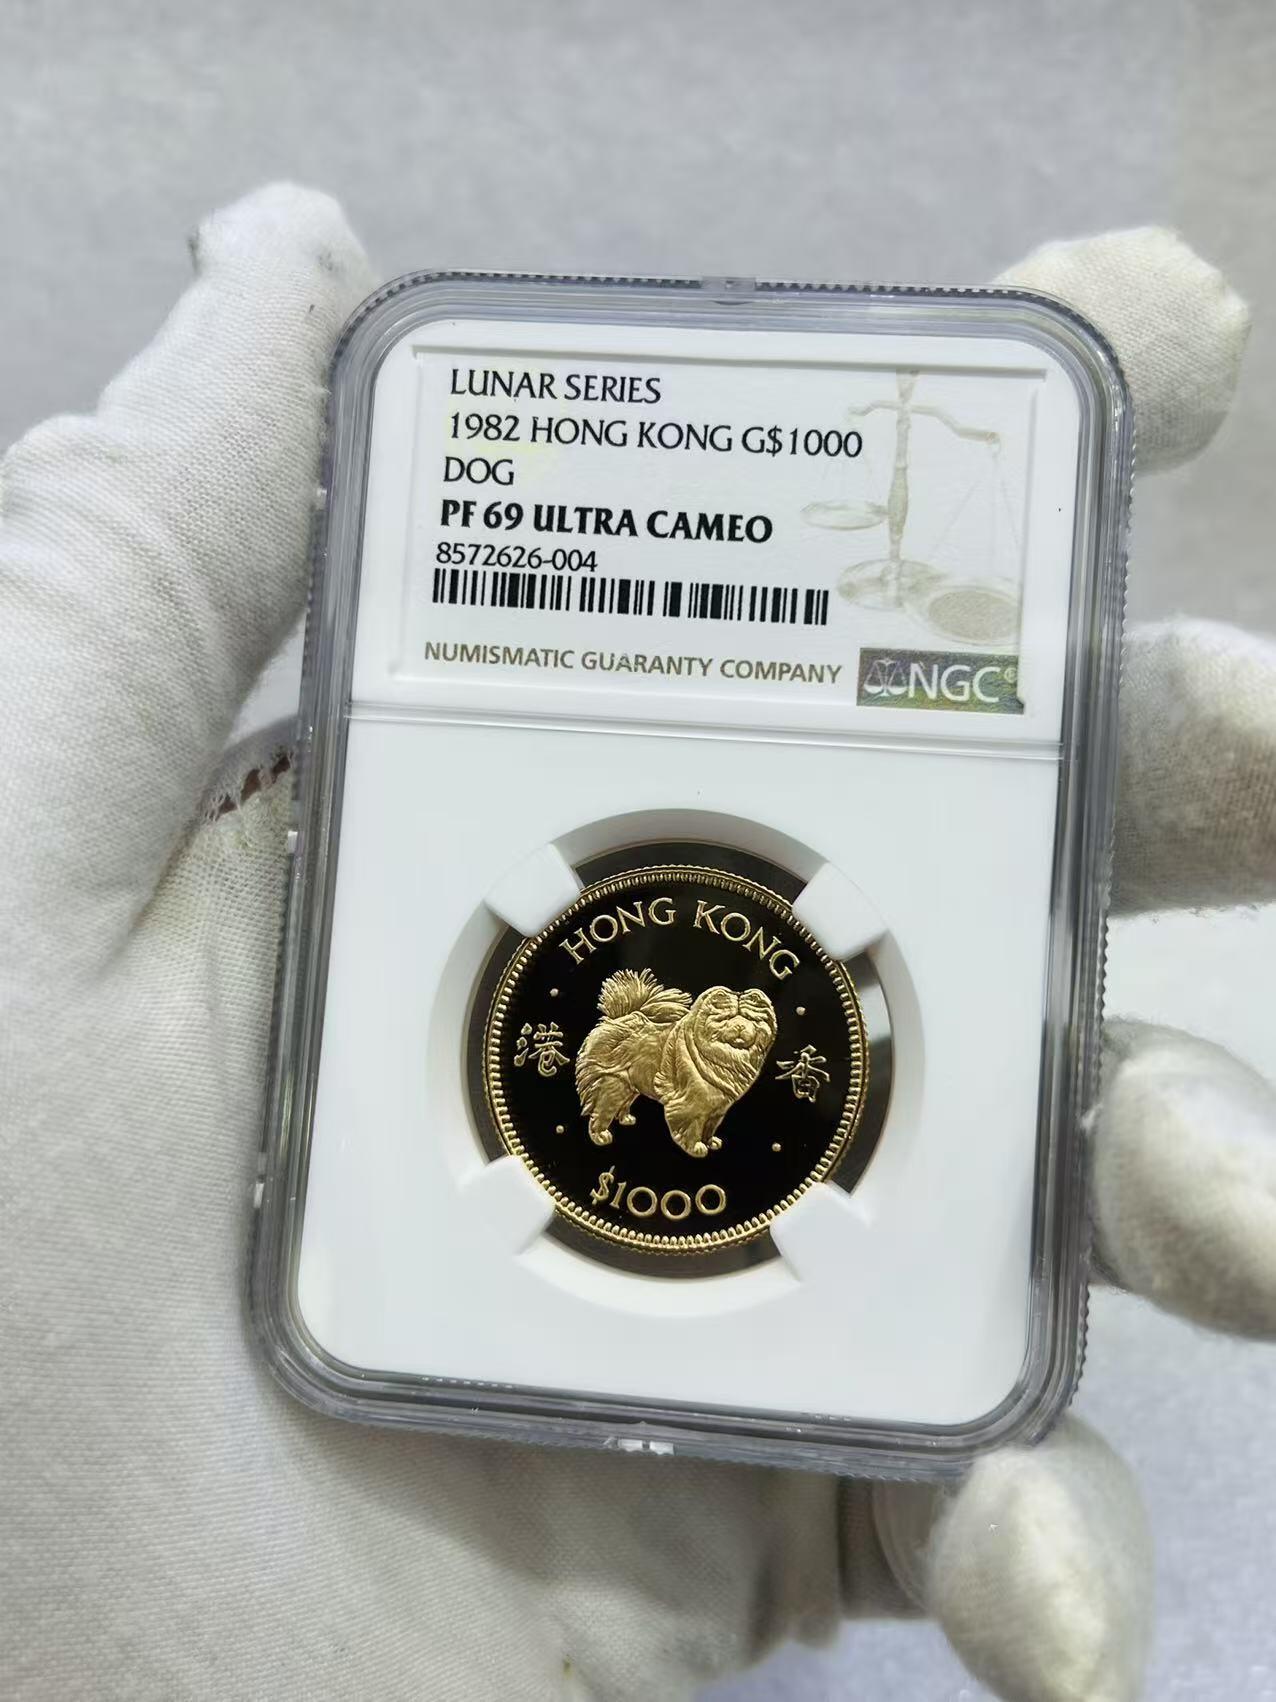 LUNAR SERIES
1982 HONG KONG G$1000
DOG
PF 69 ULTRA CAMEO
8572626-004
NUMISMATIC GUARANTY COMPANY
NGC®
HONG KONG
港 香
$1000